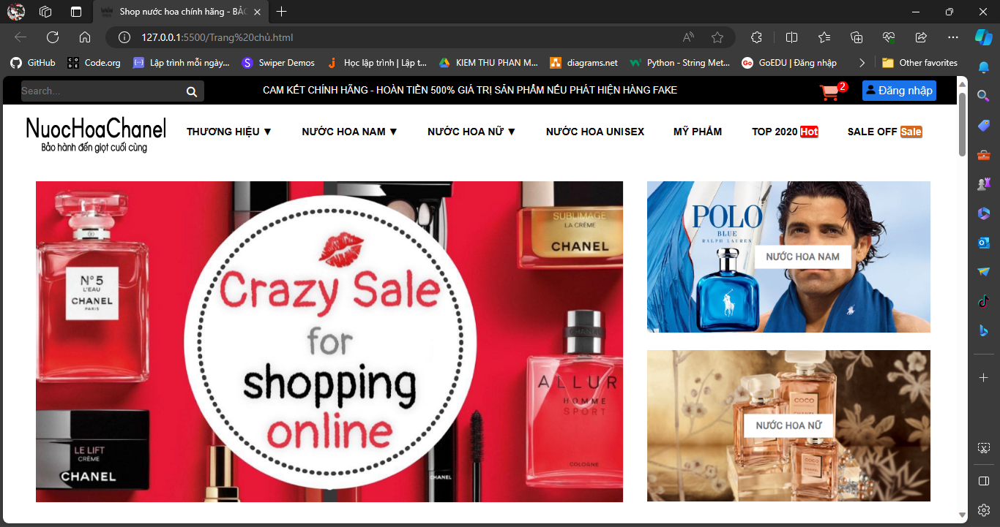 Shop nước hoa chính hãng - BẢC
127.0.0.1:5500/Trang%20chủ.html
GitHub
Code.org
Lập trình mỗi ngày...
Swiper Demos
Học lập trình | Lập t...
KIEM THU PHAN M...
diagrams.net
Python - String Met...
GoEDU | Đăng nhập
Other favorites
Search...
CAM KẾT CHÍNH HÃNG - HOÀN TIỀN 500% GIÁ TRỊ SẢN PHẨM NẾU PHÁT HIỆN HÀNG FAKE
2
Đăng nhập
NuocHoaChanel
Bảo hành đến giọt cuối cùng
THƯƠNG HIỆU ▼
NƯỚC HOA NAM ▼
NƯỚC HOA NỮ ▼
NƯỚC HOA UNISEX
MỸ PHẨM
TOP 2020 Hot
SALE OFF Sale
N°5
L'EAU
CHANEL
PARIS
LE LIFT
CRÈME
CHANEL
Crazy Sale
for
shopping
online
CHANEL
SUBLIMAGE
LA CRÈME
CHANEL
CHANEL
ALLUR
HOMME
SPORT
COLOGNE
POLO
BLUE
RALPH LAUREN
NƯỚC HOA NAM
COCO
COCO
NƯỚC HOA NỮ